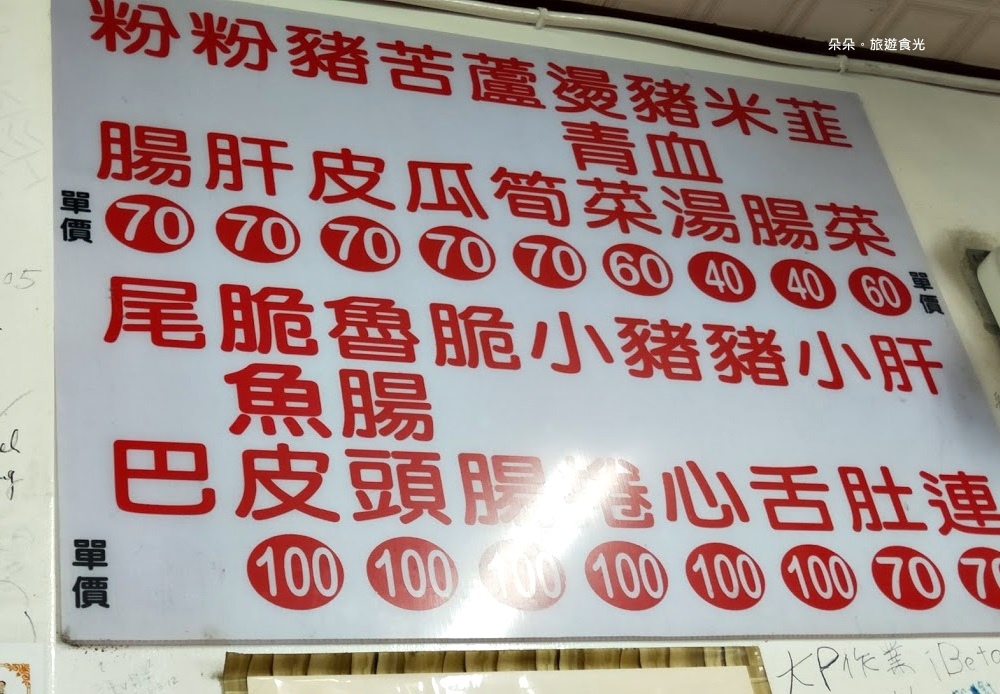 朵朵。旅遊食光
單價
粉腸 70
粉肝 70
豬皮 70
苦瓜 70
蘆筍 70
燙青菜 60
豬血湯 40
米腸 40
韮菜 60
單價
單價
尾巴
脆魚皮 100
魯腸頭 100
脆腸 100
小捲 100
豬心 100
豬舌 100
小肚 70
肝連 70